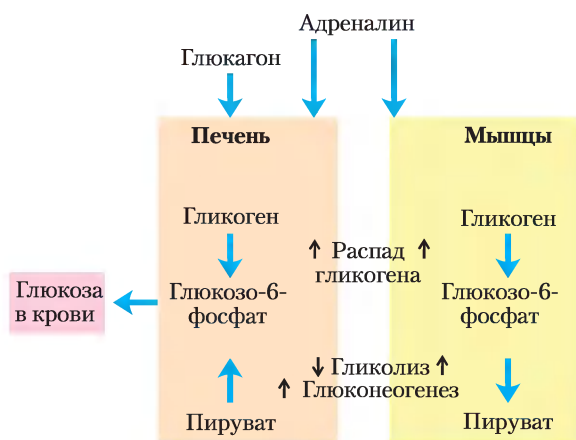 Адреналин
Глюкагон
Печень
Мышцы
Гликоген
Гликоген
↑ Распад ↑
гликогена
Глюкоза
в крови
Глюкозо-6-
фосфат
Глюкозо-6-
фосфат
↓ Гликолиз ↑
↑ Глюконеогенез
Пируват
Пируват